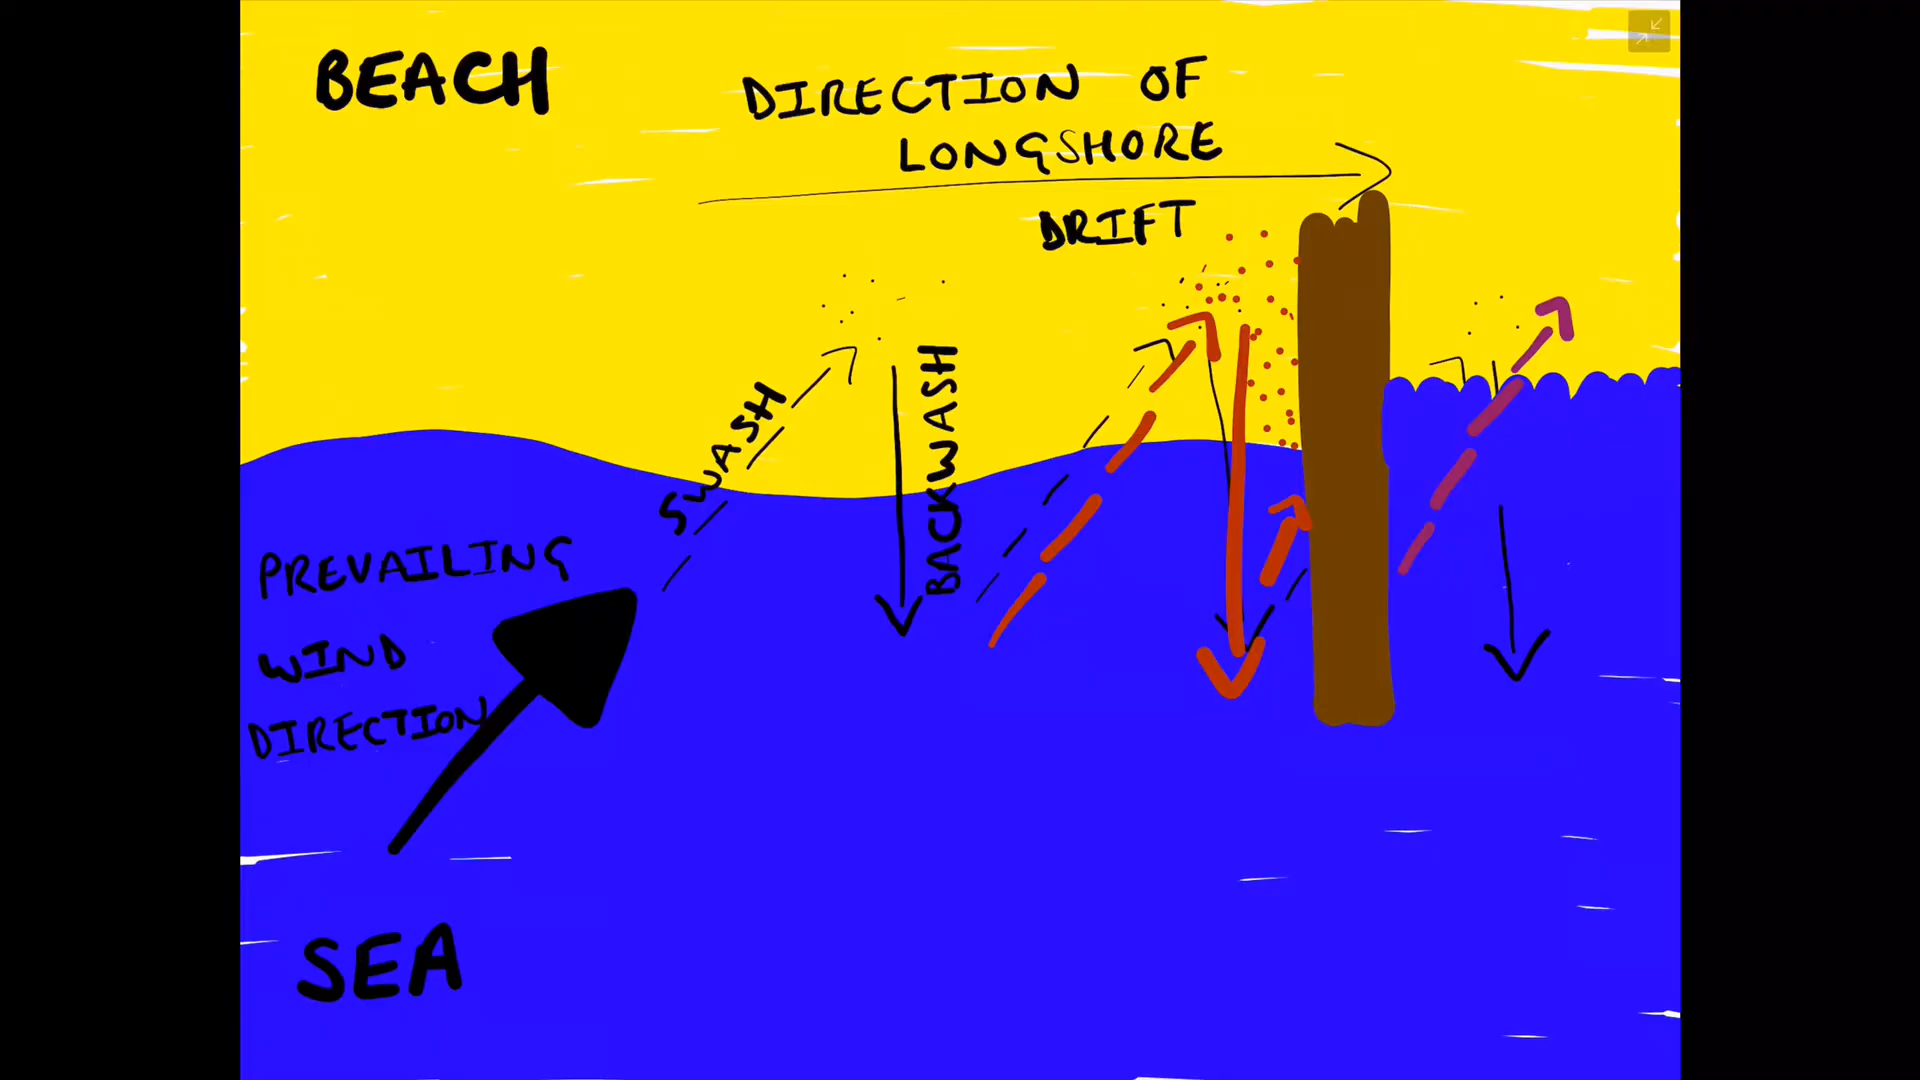 BEACH
DIRECTION OF
LONGSHORE
DRIFT
SWASH
BACKWASH
PREVAILING
WIND
DIRECTION
SEA